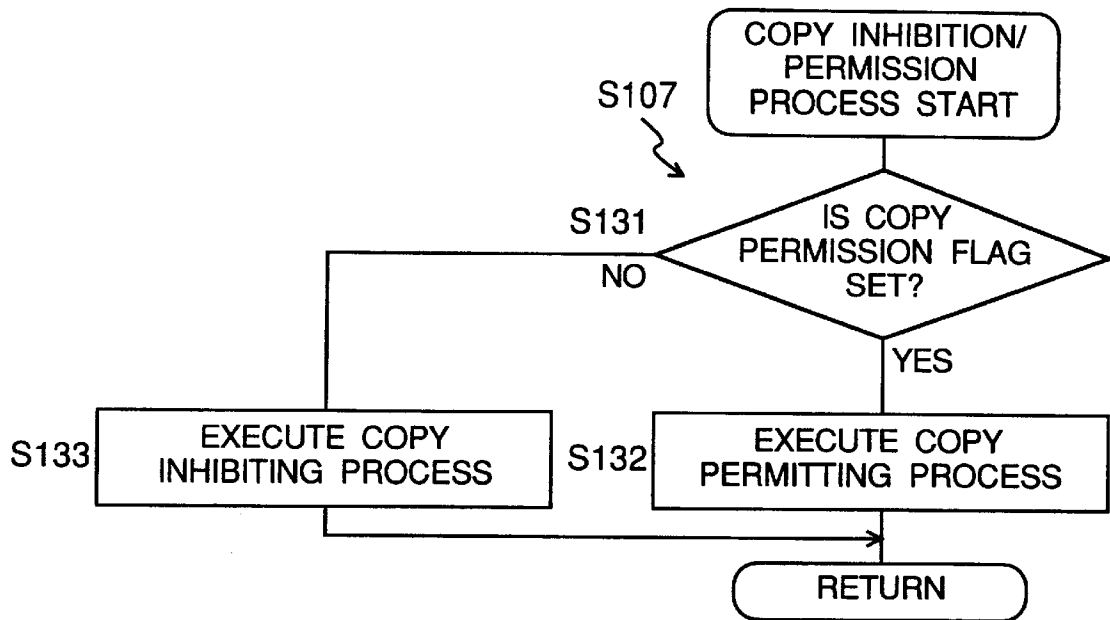 COPY INHIBITION/
PERMISSION
PROCESS START
S107
S131
IS COPY
PERMISSION FLAG
SET?
NO
YES
S133
EXECUTE COPY
INHIBITING PROCESS
S132
EXECUTE COPY
PERMITTING PROCESS
RETURN